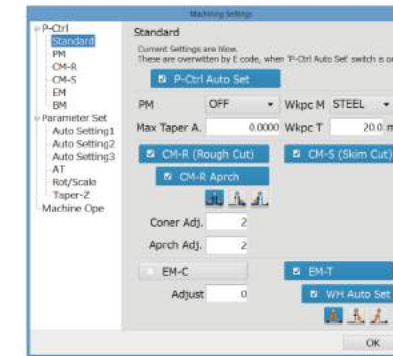 Machining Settings
P-Ctrl
Standard
PM
CM-R
CM-S
EM
BM
Parameter Set
Auto Setting1
Auto Setting2
Auto Setting3
AT
Rot/Scale
Taper-Z
Machine Ope
Standard
Current Settings are blow.
These are overwitten by E code, when 'P-Ctrl Auto Set' switch is on
P-Ctrl Auto Set
PM OFF Wkpc M STEEL
Max Taper A. 0.0000 Wkpc T 20.0 m
CM-R (Rough Cut) CM-S (Skim Cut)
CM-R Aprch
Coner Adj. 2
Aprch Adj. 2
EM-C EM-T
Adjust 0 WH Auto Set
OK